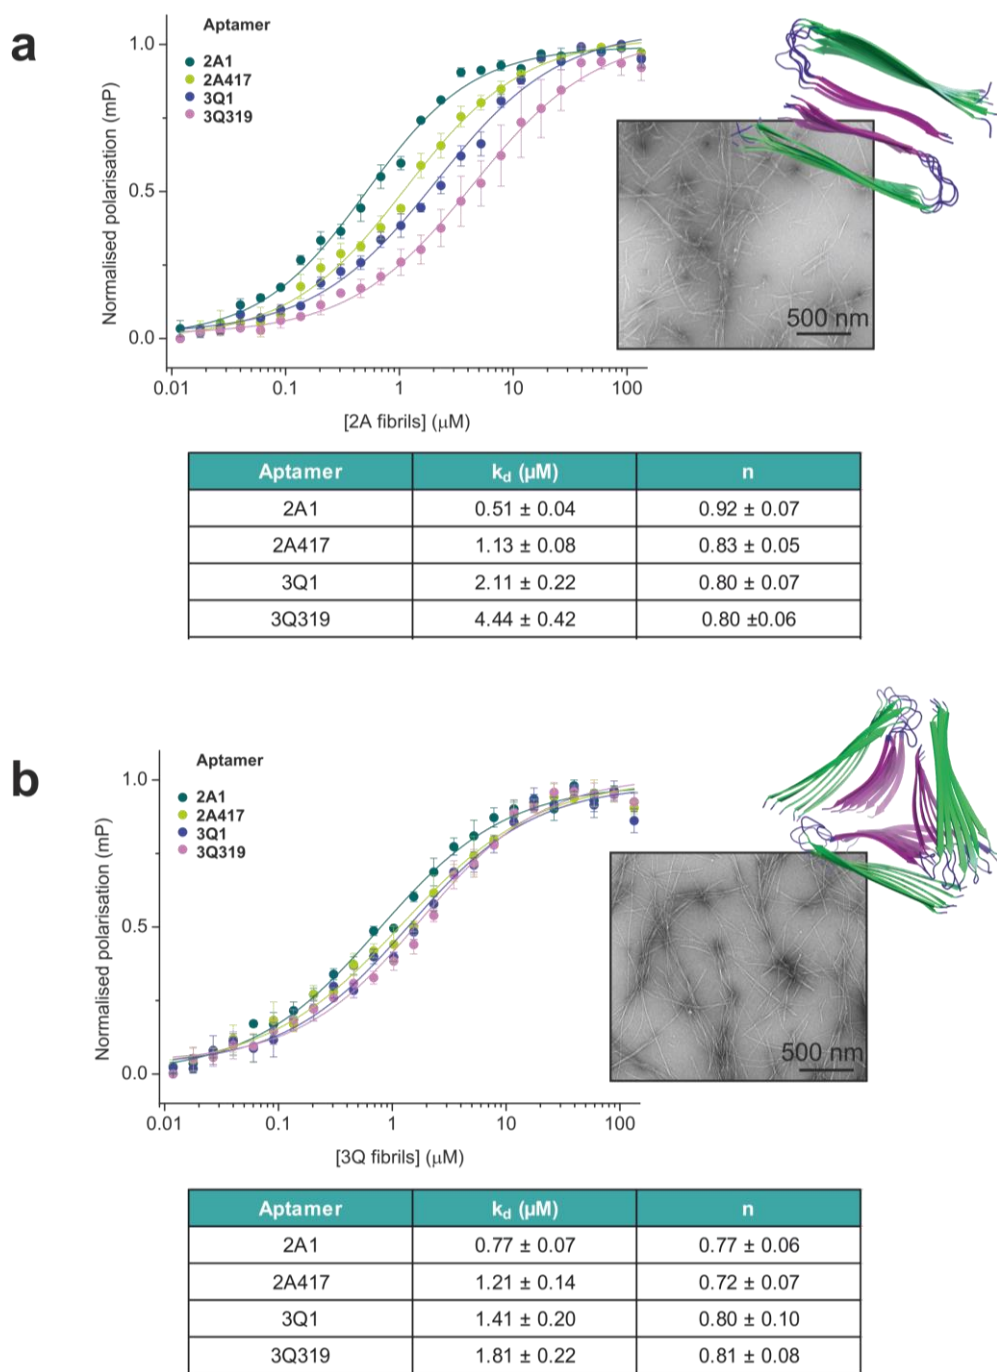 a
Aptamer
2A1
2A417
3Q1
3Q319
Normalised polarisation (mP)
1.0
0.5
0.0
0.01 0.1 1 10 100
[2A fibrils] (μM)
500 nm
Aptamer kd (μM) n
2A1 0.51 ± 0.04 0.92 ± 0.07
2A417 1.13 ± 0.08 0.83 ± 0.05
3Q1 2.11 ± 0.22 0.80 ± 0.07
3Q319 4.44 ± 0.42 0.80 ±0.06
b
Aptamer
2A1
2A417
3Q1
3Q319
Normalised polarisation (mP)
1.0
0.5
0.0
0.01 0.1 1 10 100
[3Q fibrils] (μM)
500 nm
Aptamer kd (μM) n
2A1 0.77 ± 0.07 0.77 ± 0.06
2A417 1.21 ± 0.14 0.72 ± 0.07
3Q1 1.41 ± 0.20 0.80 ± 0.10
3Q319 1.81 ± 0.22 0.81 ± 0.08